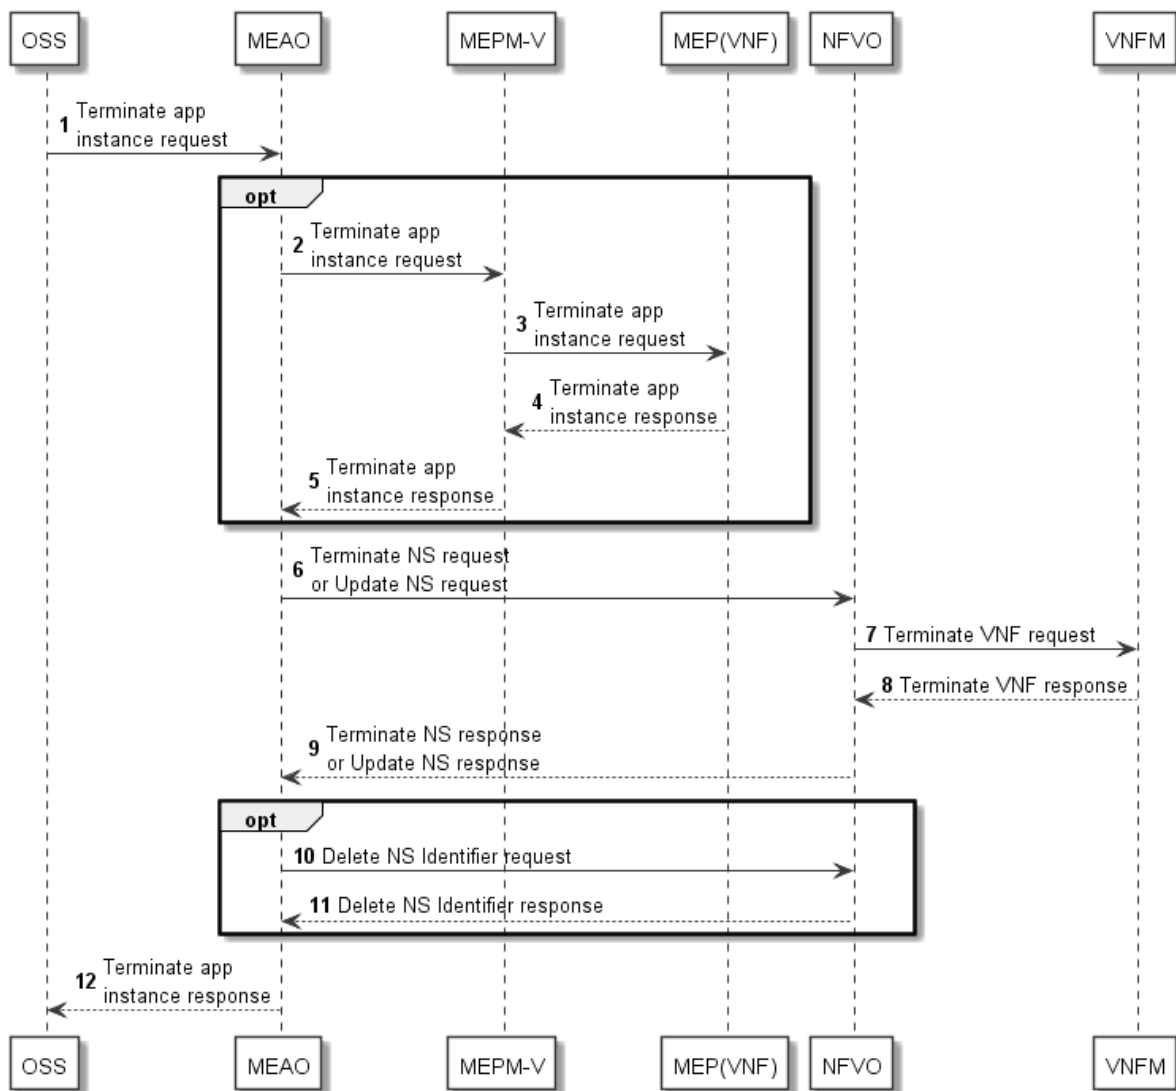 OSS MEAO MEPM-V MEP(VNF) NFVO VNFM
1 Terminate app
instance request
opt
2 Terminate app
instance request
3 Terminate app
instance request
4 Terminate app
instance response
5 Terminate app
instance response
6 Terminate NS request
or Update NS request
7 Terminate VNF request
8 Terminate VNF response
9 Terminate NS response
or Update NS response
opt
10 Delete NS Identifier request
11 Delete NS Identifier response
12 Terminate app
instance response
OSS MEAO MEPM-V MEP(VNF) NFVO VNFM